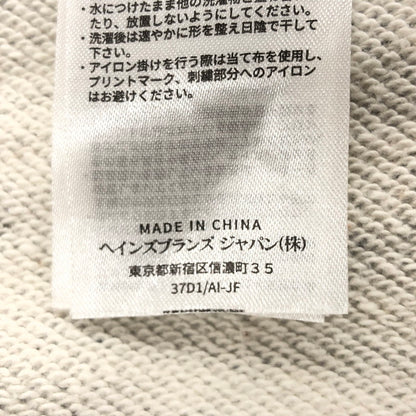 ・水につけたまま他の洗濯物と重ね
たり、放置しないようにしてください。
・洗濯後は速やかに形を整え日陰で干して
下さい。
・アイロン掛けを行う際は当て布を使用し、
プリントマーク、刺繍部分へのアイロン
はお避けください。
MADE IN CHINA
ヘインズブランズ ジャパン(株)
東京都新宿区信濃町35
37D1/AI-JF